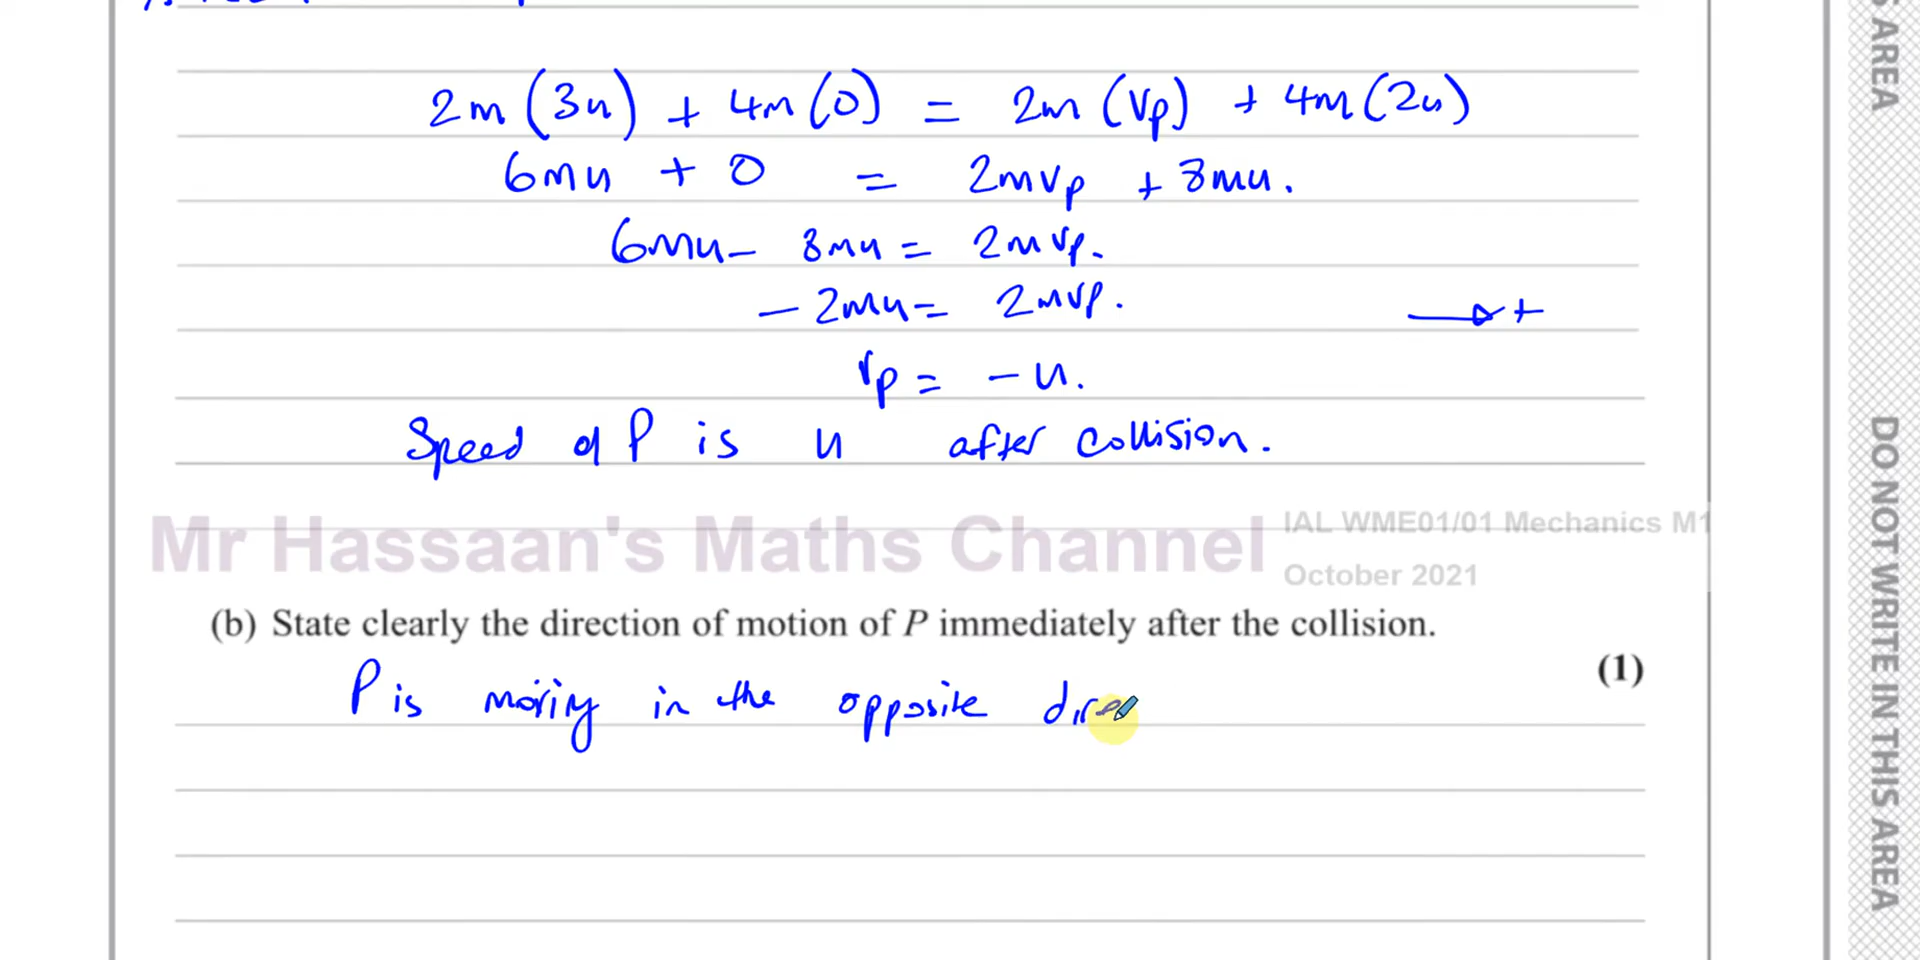 2m(3u) + 4m(0) = 2m(Vp) + 4m(2u)
6mu + 0 = 2mvp + 8mu.
6mu - 8mu = 2mvp.
- 2mu = 2mvp.
+
vp = - u.
Speed of P is u after collision.
Mr Hassaan's Maths Channel
IAL WME01/01 Mechanics M1
October 2021
(b) State clearly the direction of motion of P immediately after the collision.
(1)
P is moving in the opposite dire
S AREA
DO NOT WRITE IN THIS AREA